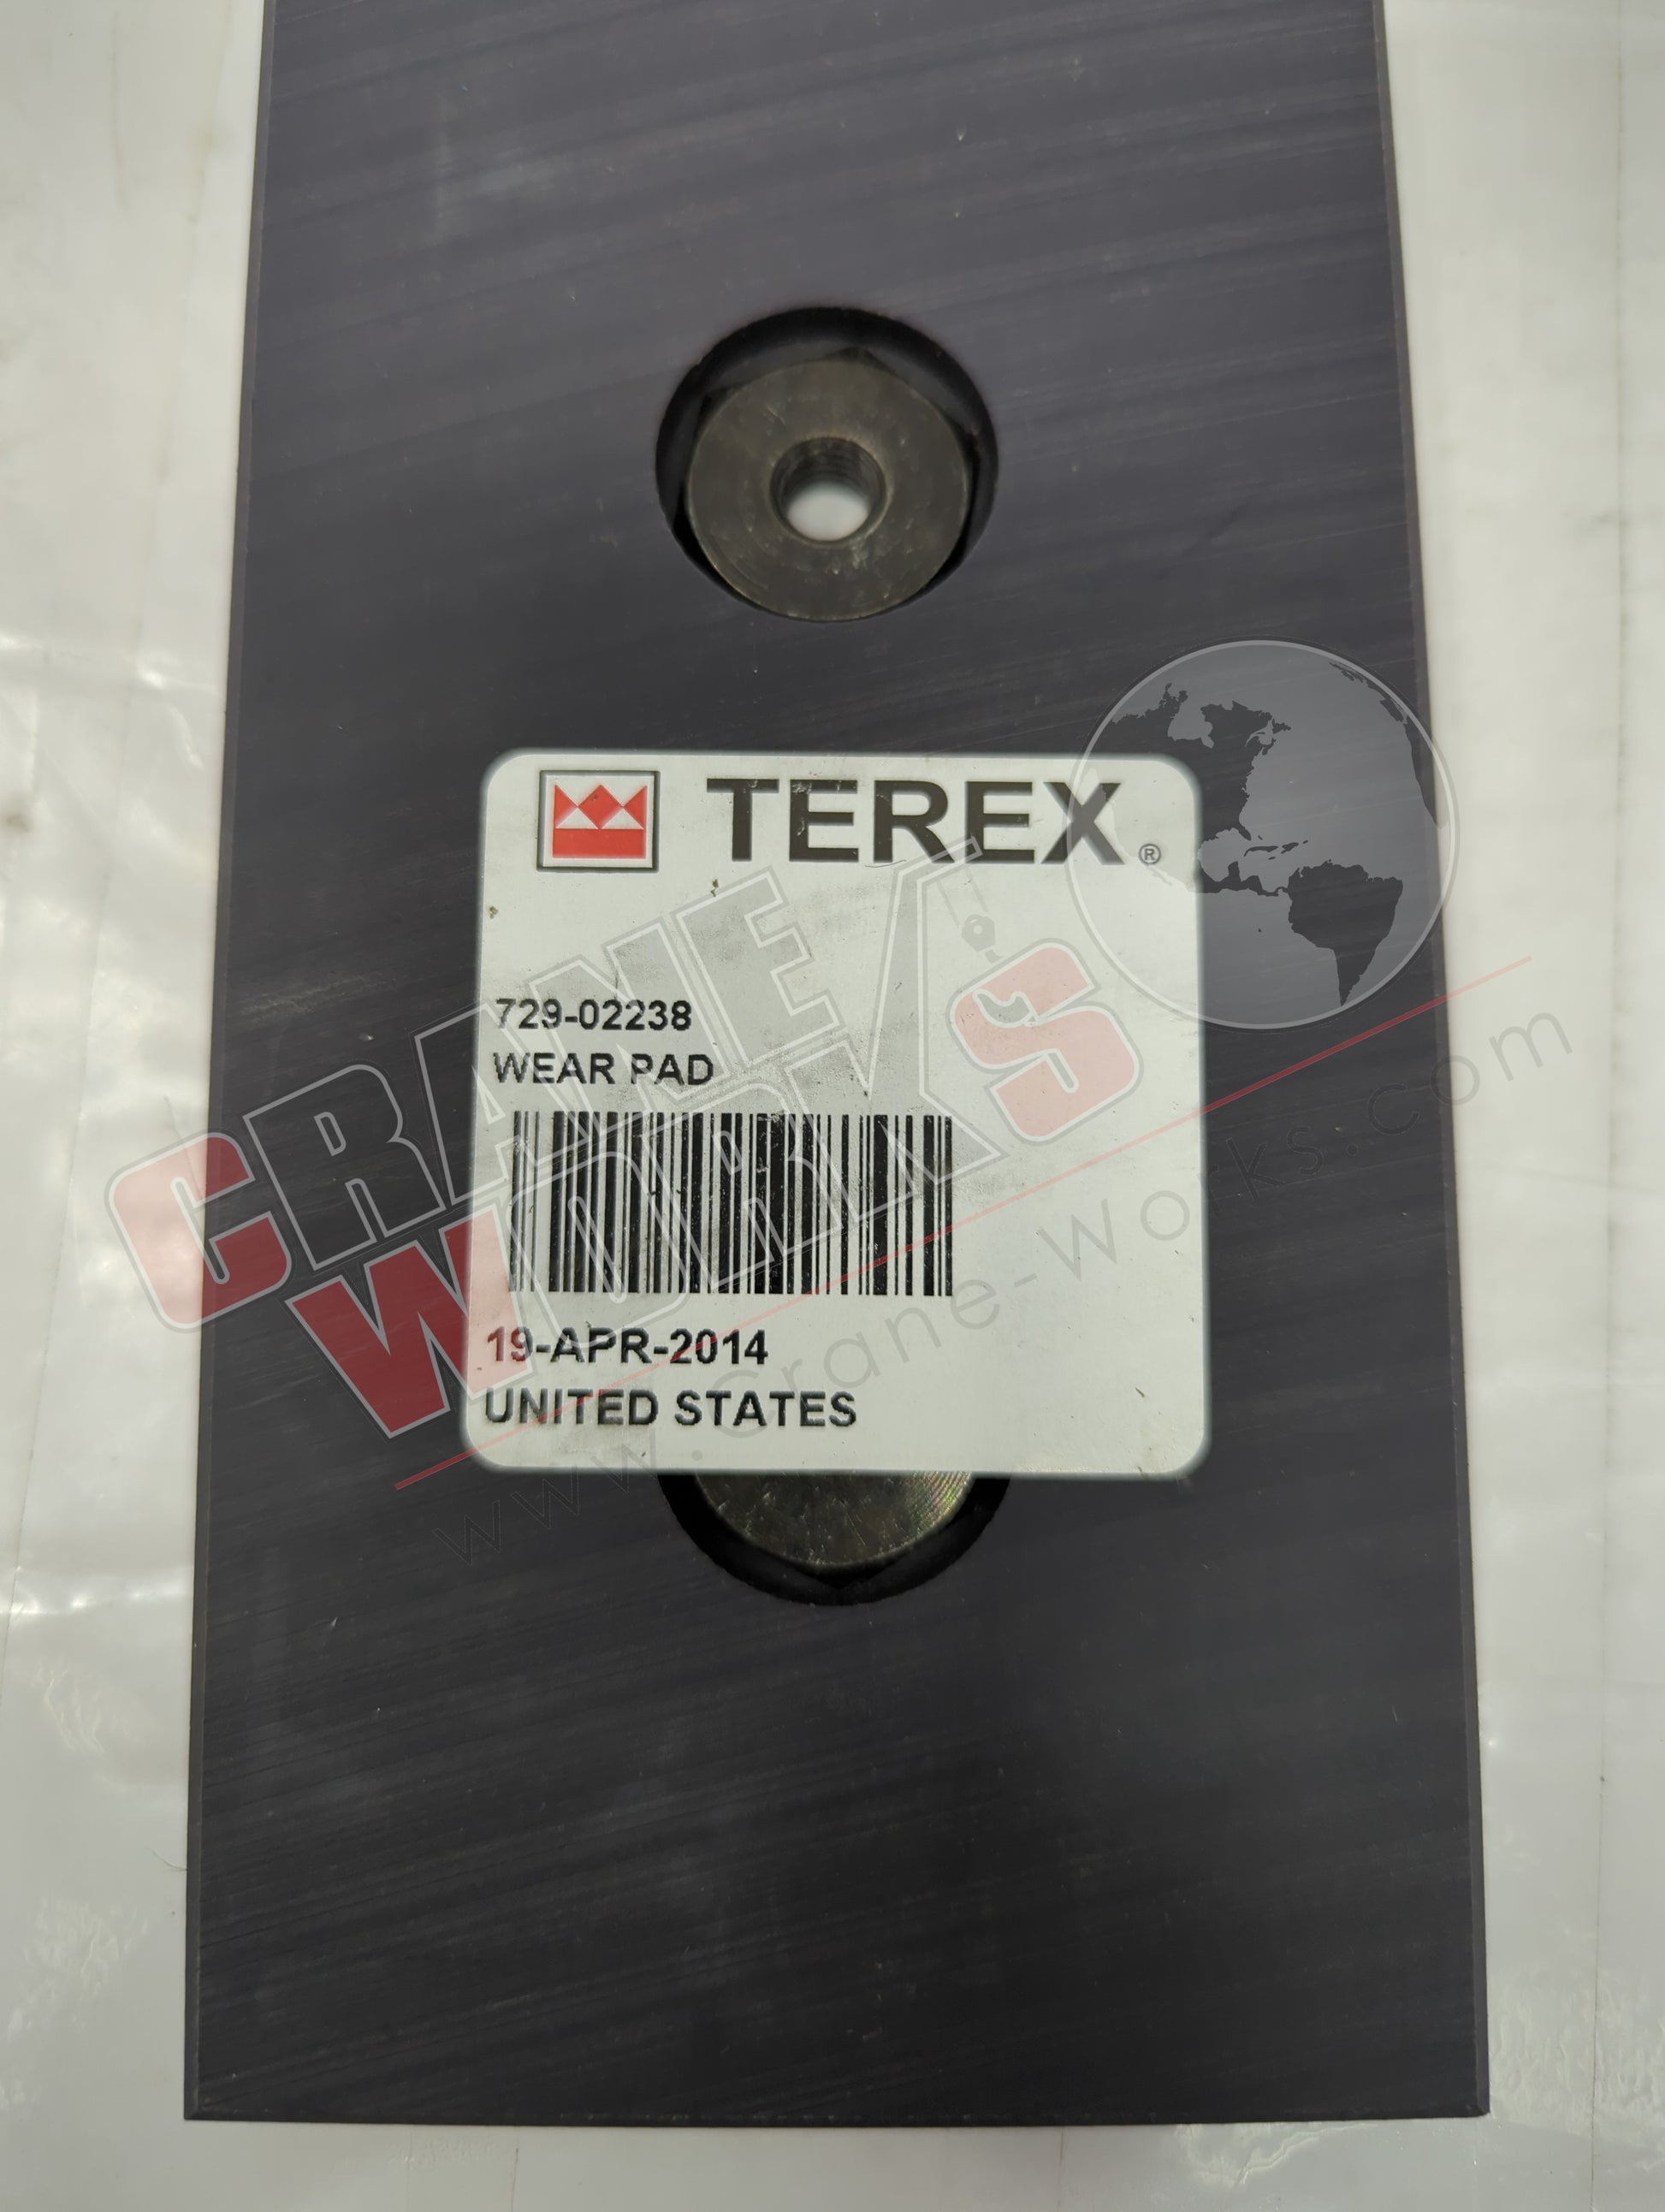 TEREX®
729-02238
WEAR PAD
19-APR-2014
UNITED STATES
CRANE WORKS
www.crane-works.com